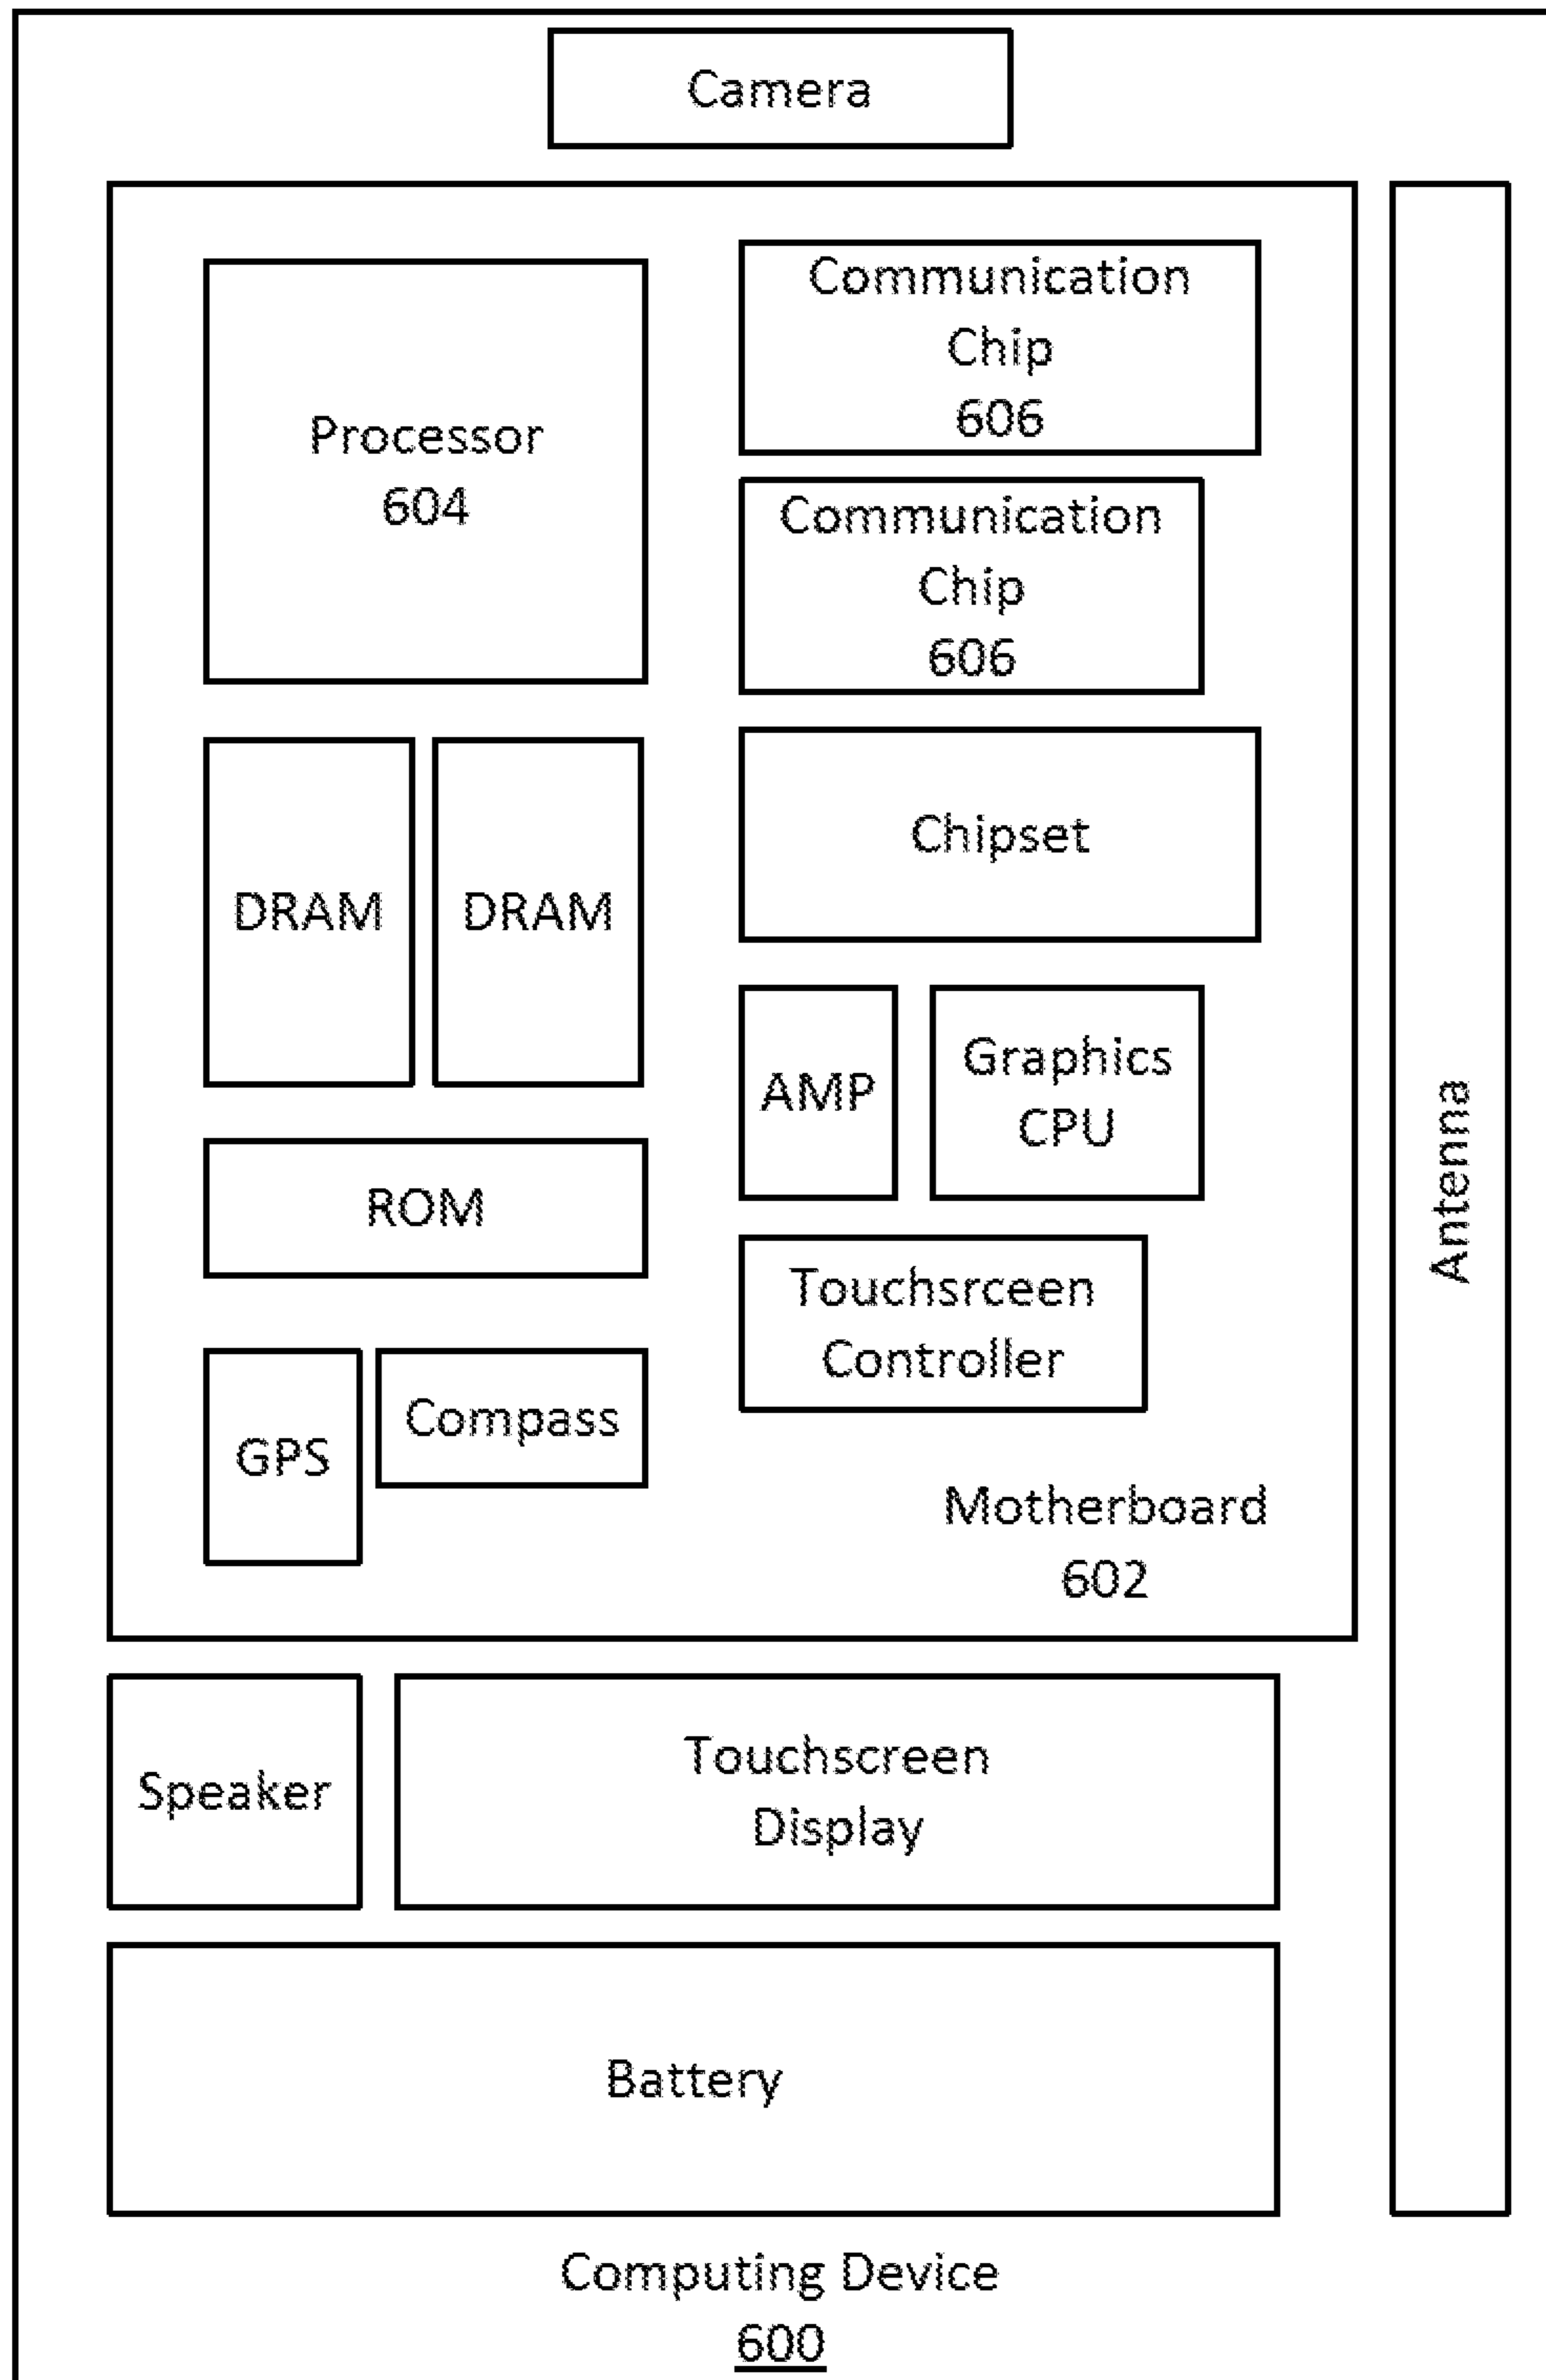 Camera
Processor
604
Communication
Chip
606
Communication
Chip
606
Chipset
DRAM
DRAM
AMP
Graphics
CPU
ROM
Touchsrceen
Controller
GPS
Compass
Motherboard
602
Antenna
Speaker
Touchscreen
Display
Battery
Computing Device
600